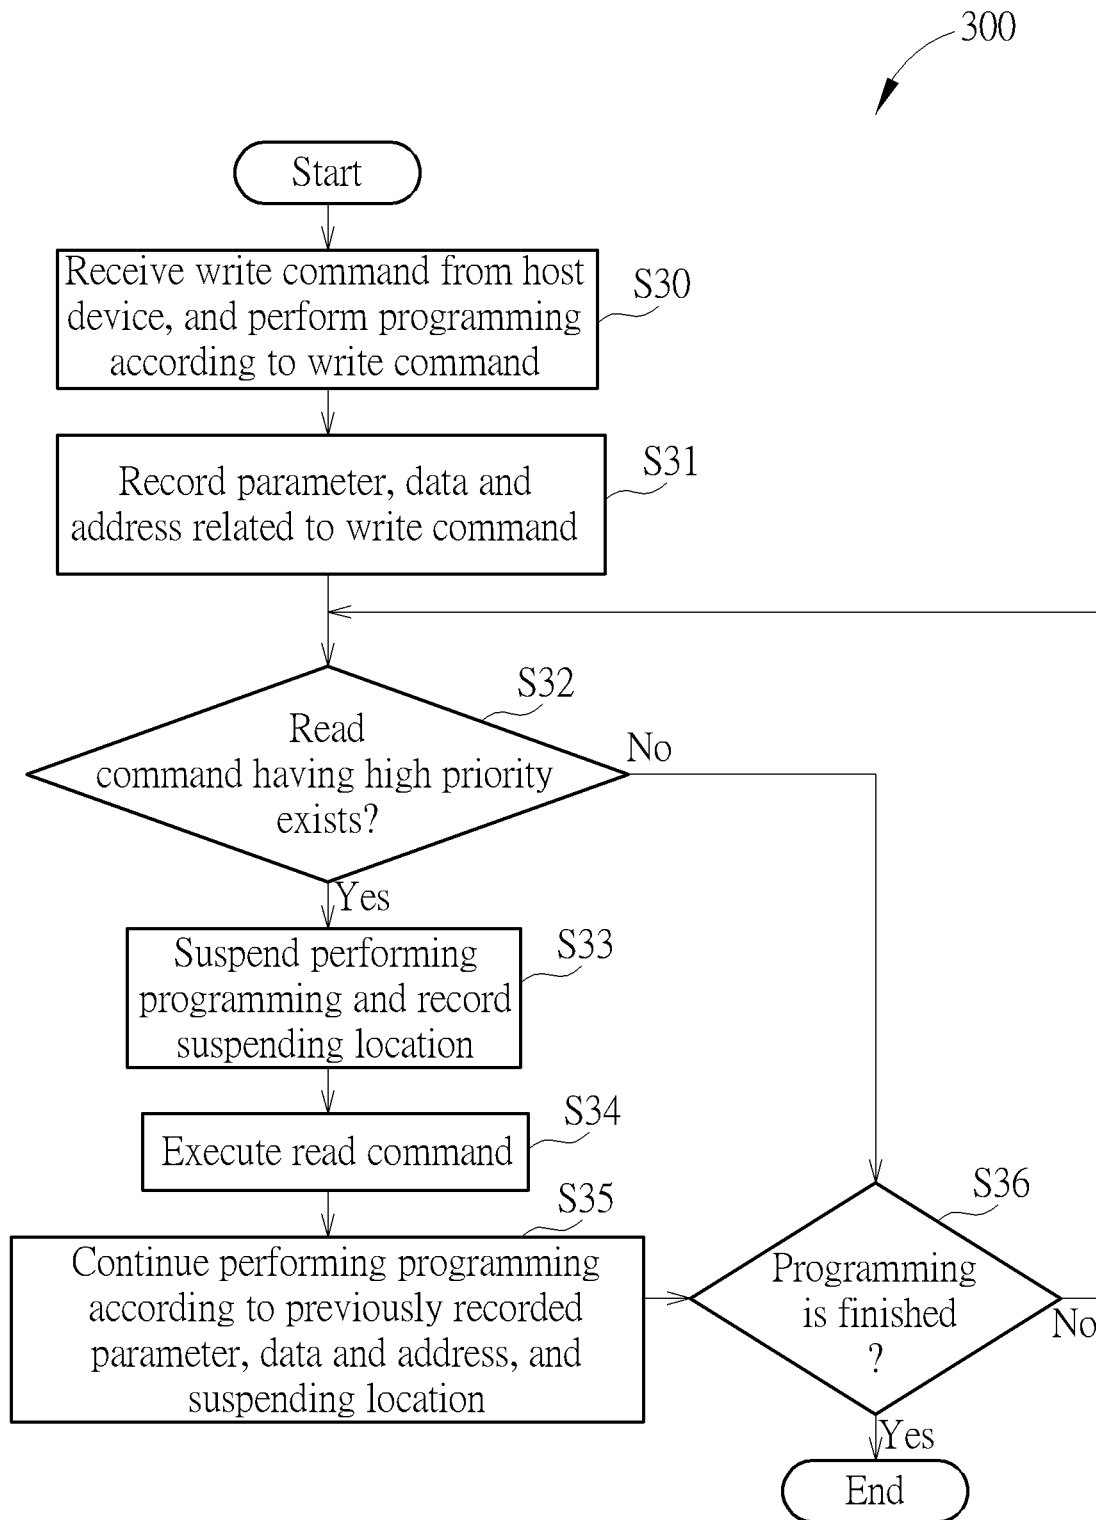 300
Start
Receive write command from host
device, and perform programming
according to write command
S30
Record parameter, data and
address related to write command
S31
S32
Read
command having high priority
exists?
No
Yes
Suspend performing
programming and record
suspending location
S33
Execute read command
S34
S35
Continue performing programming
according to previously recorded
parameter, data and address, and
suspending location
S36
Programming
is finished
?
No
Yes
End